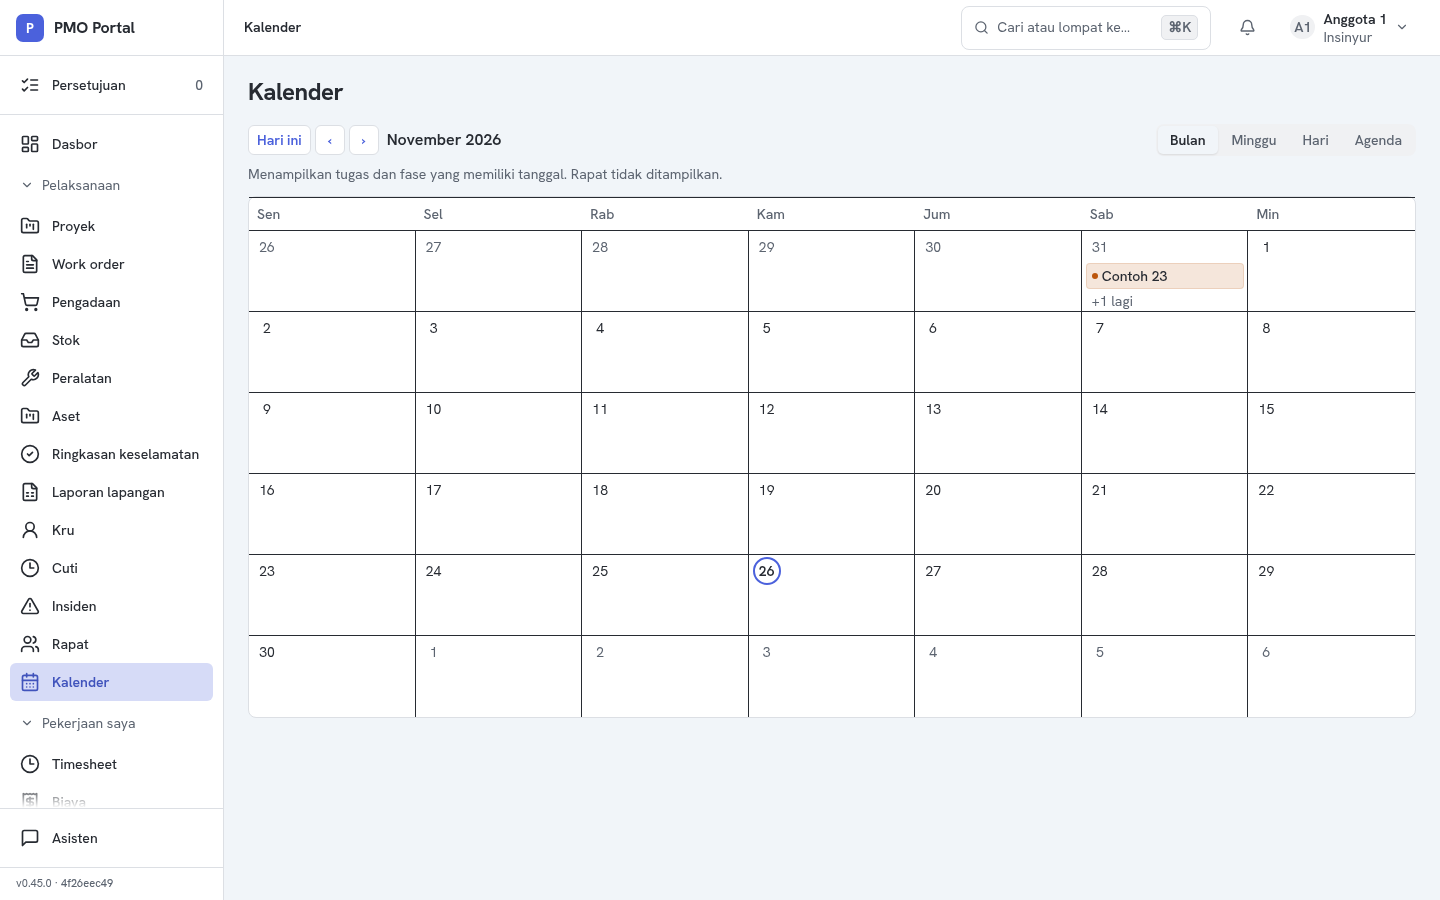 P PMO Portal
Kalender
Cari atau lompat ke...
⌘K
A1
Anggota 1
Insinyur
Persetujuan 0
Dasbor
Pelaksanaan
Proyek
Work order
Pengadaan
Stok
Peralatan
Aset
Ringkasan keselamatan
Laporan lapangan
Kru
Cuti
Insiden
Rapat
Kalender
Pekerjaan saya
Timesheet
Biaya
Asisten
v0.45.0 · 4f26eec49
Kalender
Hari ini ‹ › November 2026
Bulan Minggu Hari Agenda
Menampilkan tugas dan fase yang memiliki tanggal. Rapat tidak ditampilkan.
Sen Sel Rab Kam Jum Sab Min
26 27 28 29 30 31 1
Contoh 23
+1 lagi
2 3 4 5 6 7 8
9 10 11 12 13 14 15
16 17 18 19 20 21 22
23 24 25 26 27 28 29
30 1 2 3 4 5 6